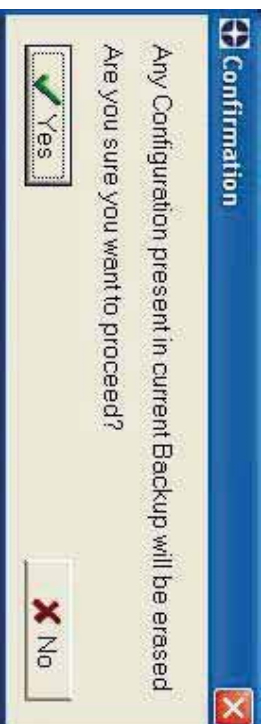 Confirmation
Any Configuration present in current Backup will be erased
Are you sure you want to proceed?
Yes
No